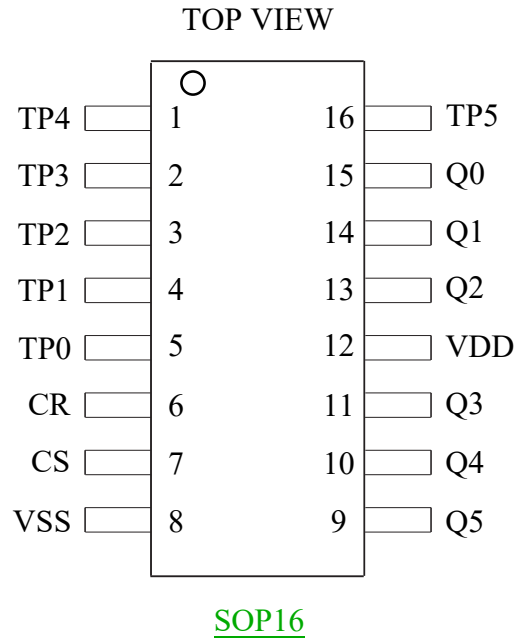 TOP VIEW
TP4 1 16 TP5
TP3 2 15 Q0
TP2 3 14 Q1
TP1 4 13 Q2
TP0 5 12 VDD
CR 6 11 Q3
CS 7 10 Q4
VSS 8 9 Q5
SOP16